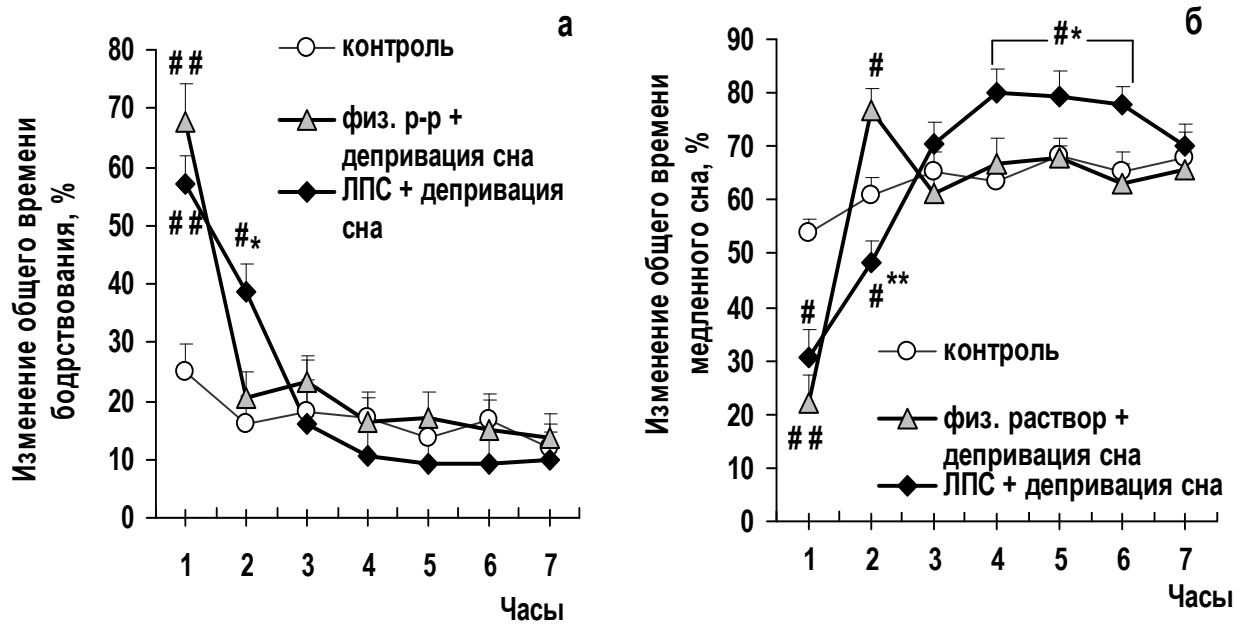 а
Изменение общего времени
бодрствования, %
80
70
60
50
40
30
20
10
0
##
##
#*
контроль
физ. р-р +
депривация сна
ЛПС + депривация
сна
1 2 3 4 5 6 7
Часы
б
Изменение общего времени
медленного сна, %
90
80
70
60
50
40
30
20
10
0
#*
#
#
# **
##
контроль
физ. раствор +
депривация сна
ЛПС + депривация сна
1 2 3 4 5 6 7
Часы